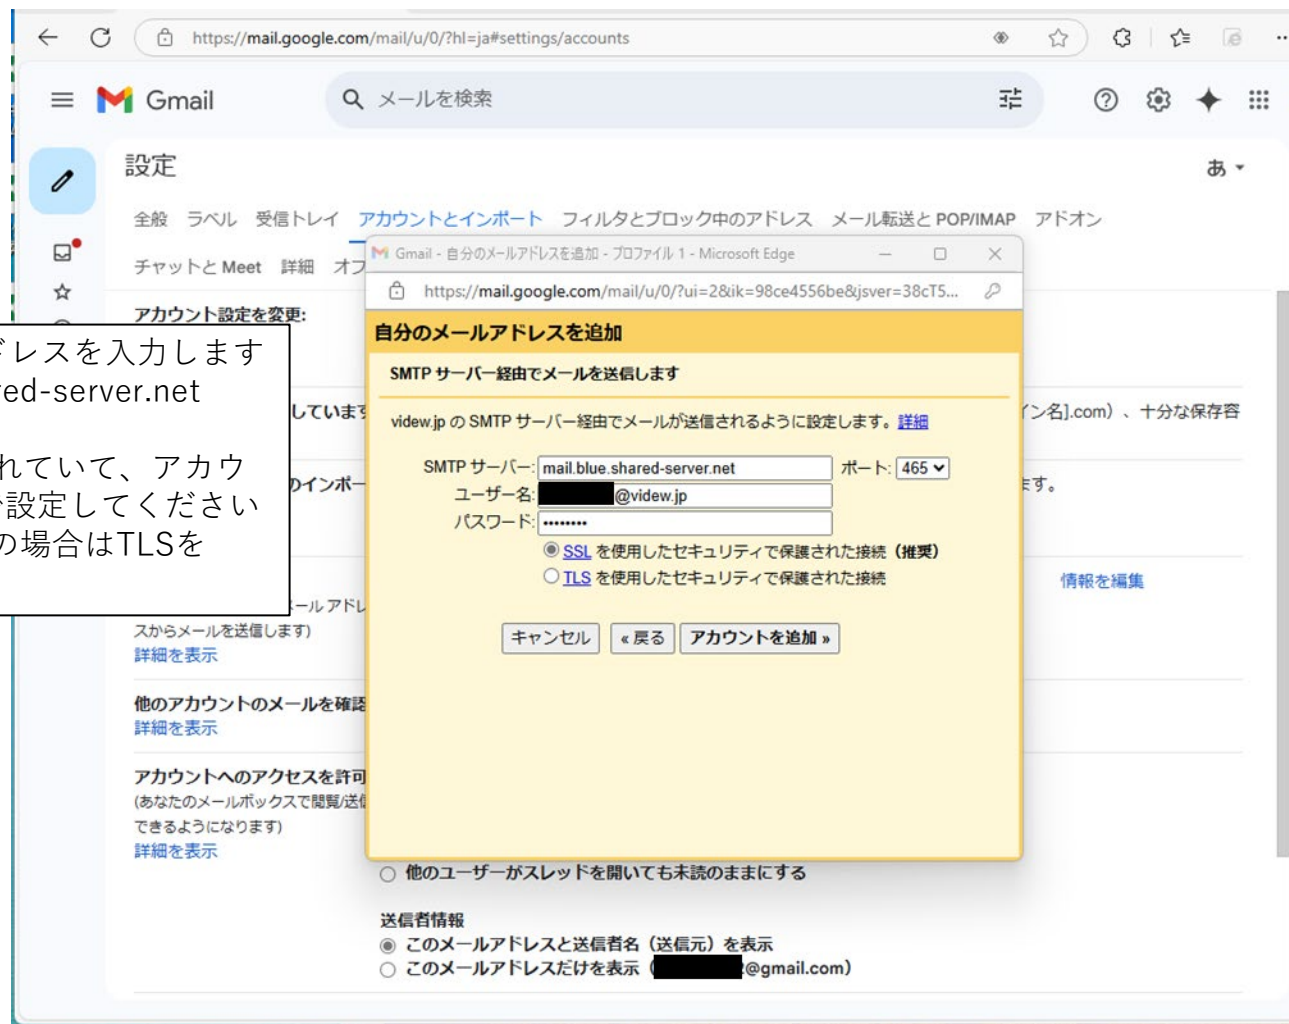 https://mail.google.com/mail/u/0/?hl=ja#settings/accounts
Gmail
メールを検索
設定
あ
全般 ラベル 受信トレイ アカウントとインポート フィルタとブロック中のアドレス メール転送と POP/IMAP アドオン
チャットと Meet 詳細 オフ
アカウント設定を変更:
ドレスを入力します
red-server.net
れていて、アカウ
で設定してください
の場合はTLSを
しています
イン名].com）、十分な保存容
のインポー
ます。
情報を編集
ール アドレ
スからメールを送信します)
詳細を表示
他のアカウントのメールを確認
詳細を表示
アカウントへのアクセスを許可
(あなたのメールボックスで閲覧/送信
できるようになります)
詳細を表示
Gmail - 自分のメールアドレスを追加 - プロファイル 1 - Microsoft Edge
https://mail.google.com/mail/u/0/?ui=2&ik=98ce4556be&jsver=38cT5...
自分のメールアドレスを追加
SMTP サーバー経由でメールを送信します
videw.jp の SMTP サーバー経由でメールが送信されるように設定します。詳細
SMTP サーバー: mail.blue.shared-server.net ポート: 465
ユーザー名: @videw.jp
パスワード: ••••••••
SSL を使用したセキュリティで保護された接続（推奨）
TLS を使用したセキュリティで保護された接続
キャンセル « 戻る アカウントを追加 »
他のユーザーがスレッドを開いても未読のままにする
送信者情報
このメールアドレスと送信者名（送信元）を表示
このメールアドレスだけを表示（ @gmail.com）